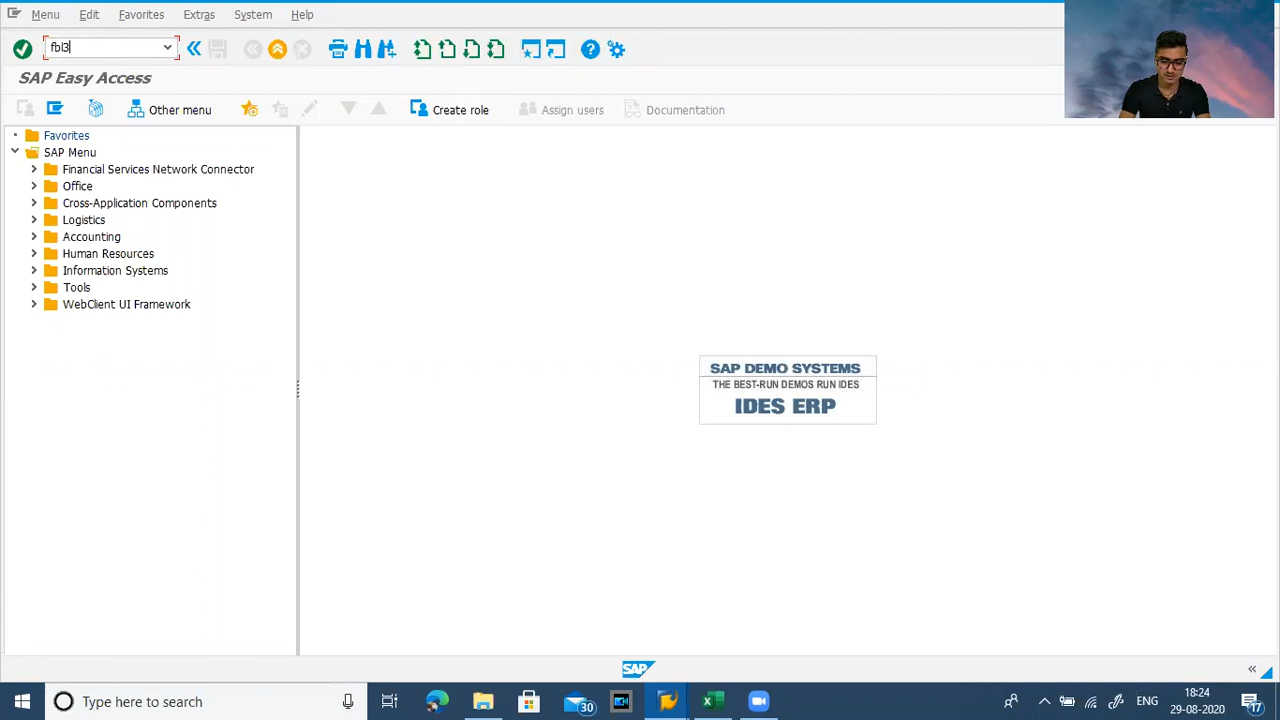 Menu Edit Favorites Extras System Help
fbl3
SAP Easy Access
Other menu Create role Assign users Documentation
Favorites
SAP Menu
Financial Services Network Connector
Office
Cross-Application Components
Logistics
Accounting
Human Resources
Information Systems
Tools
WebClient UI Framework
SAP DEMO SYSTEMS
THE BEST-RUN DEMOS RUN IDES
IDES ERP
SAP
Type here to search
30
ENG
18:24
29-08-2020
17